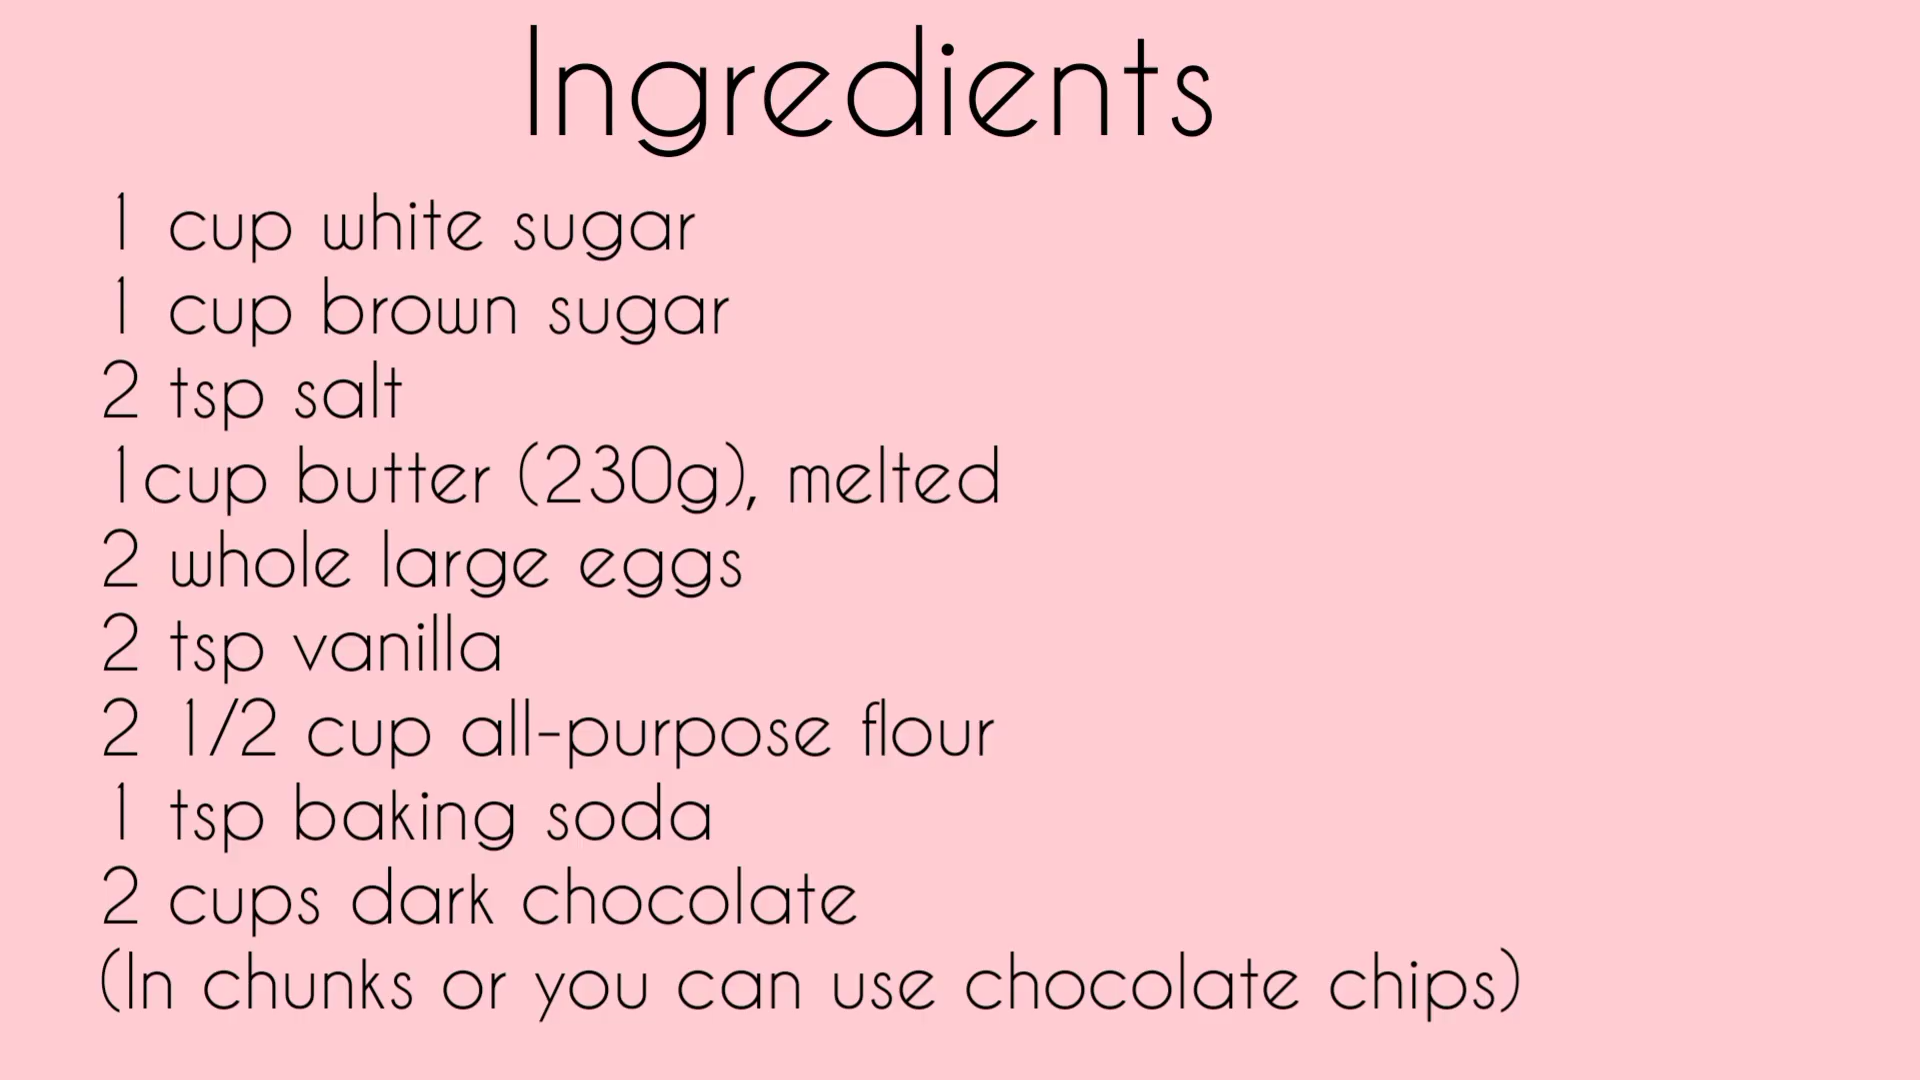 Ingredients
1 cup white sugar
1 cup brown sugar
2 tsp salt
1cup butter (230g), melted
2 whole large eggs
2 tsp vanilla
2 1/2 cup all-purpose flour
1 tsp baking soda
2 cups dark chocolate
(In chunks or you can use chocolate chips)